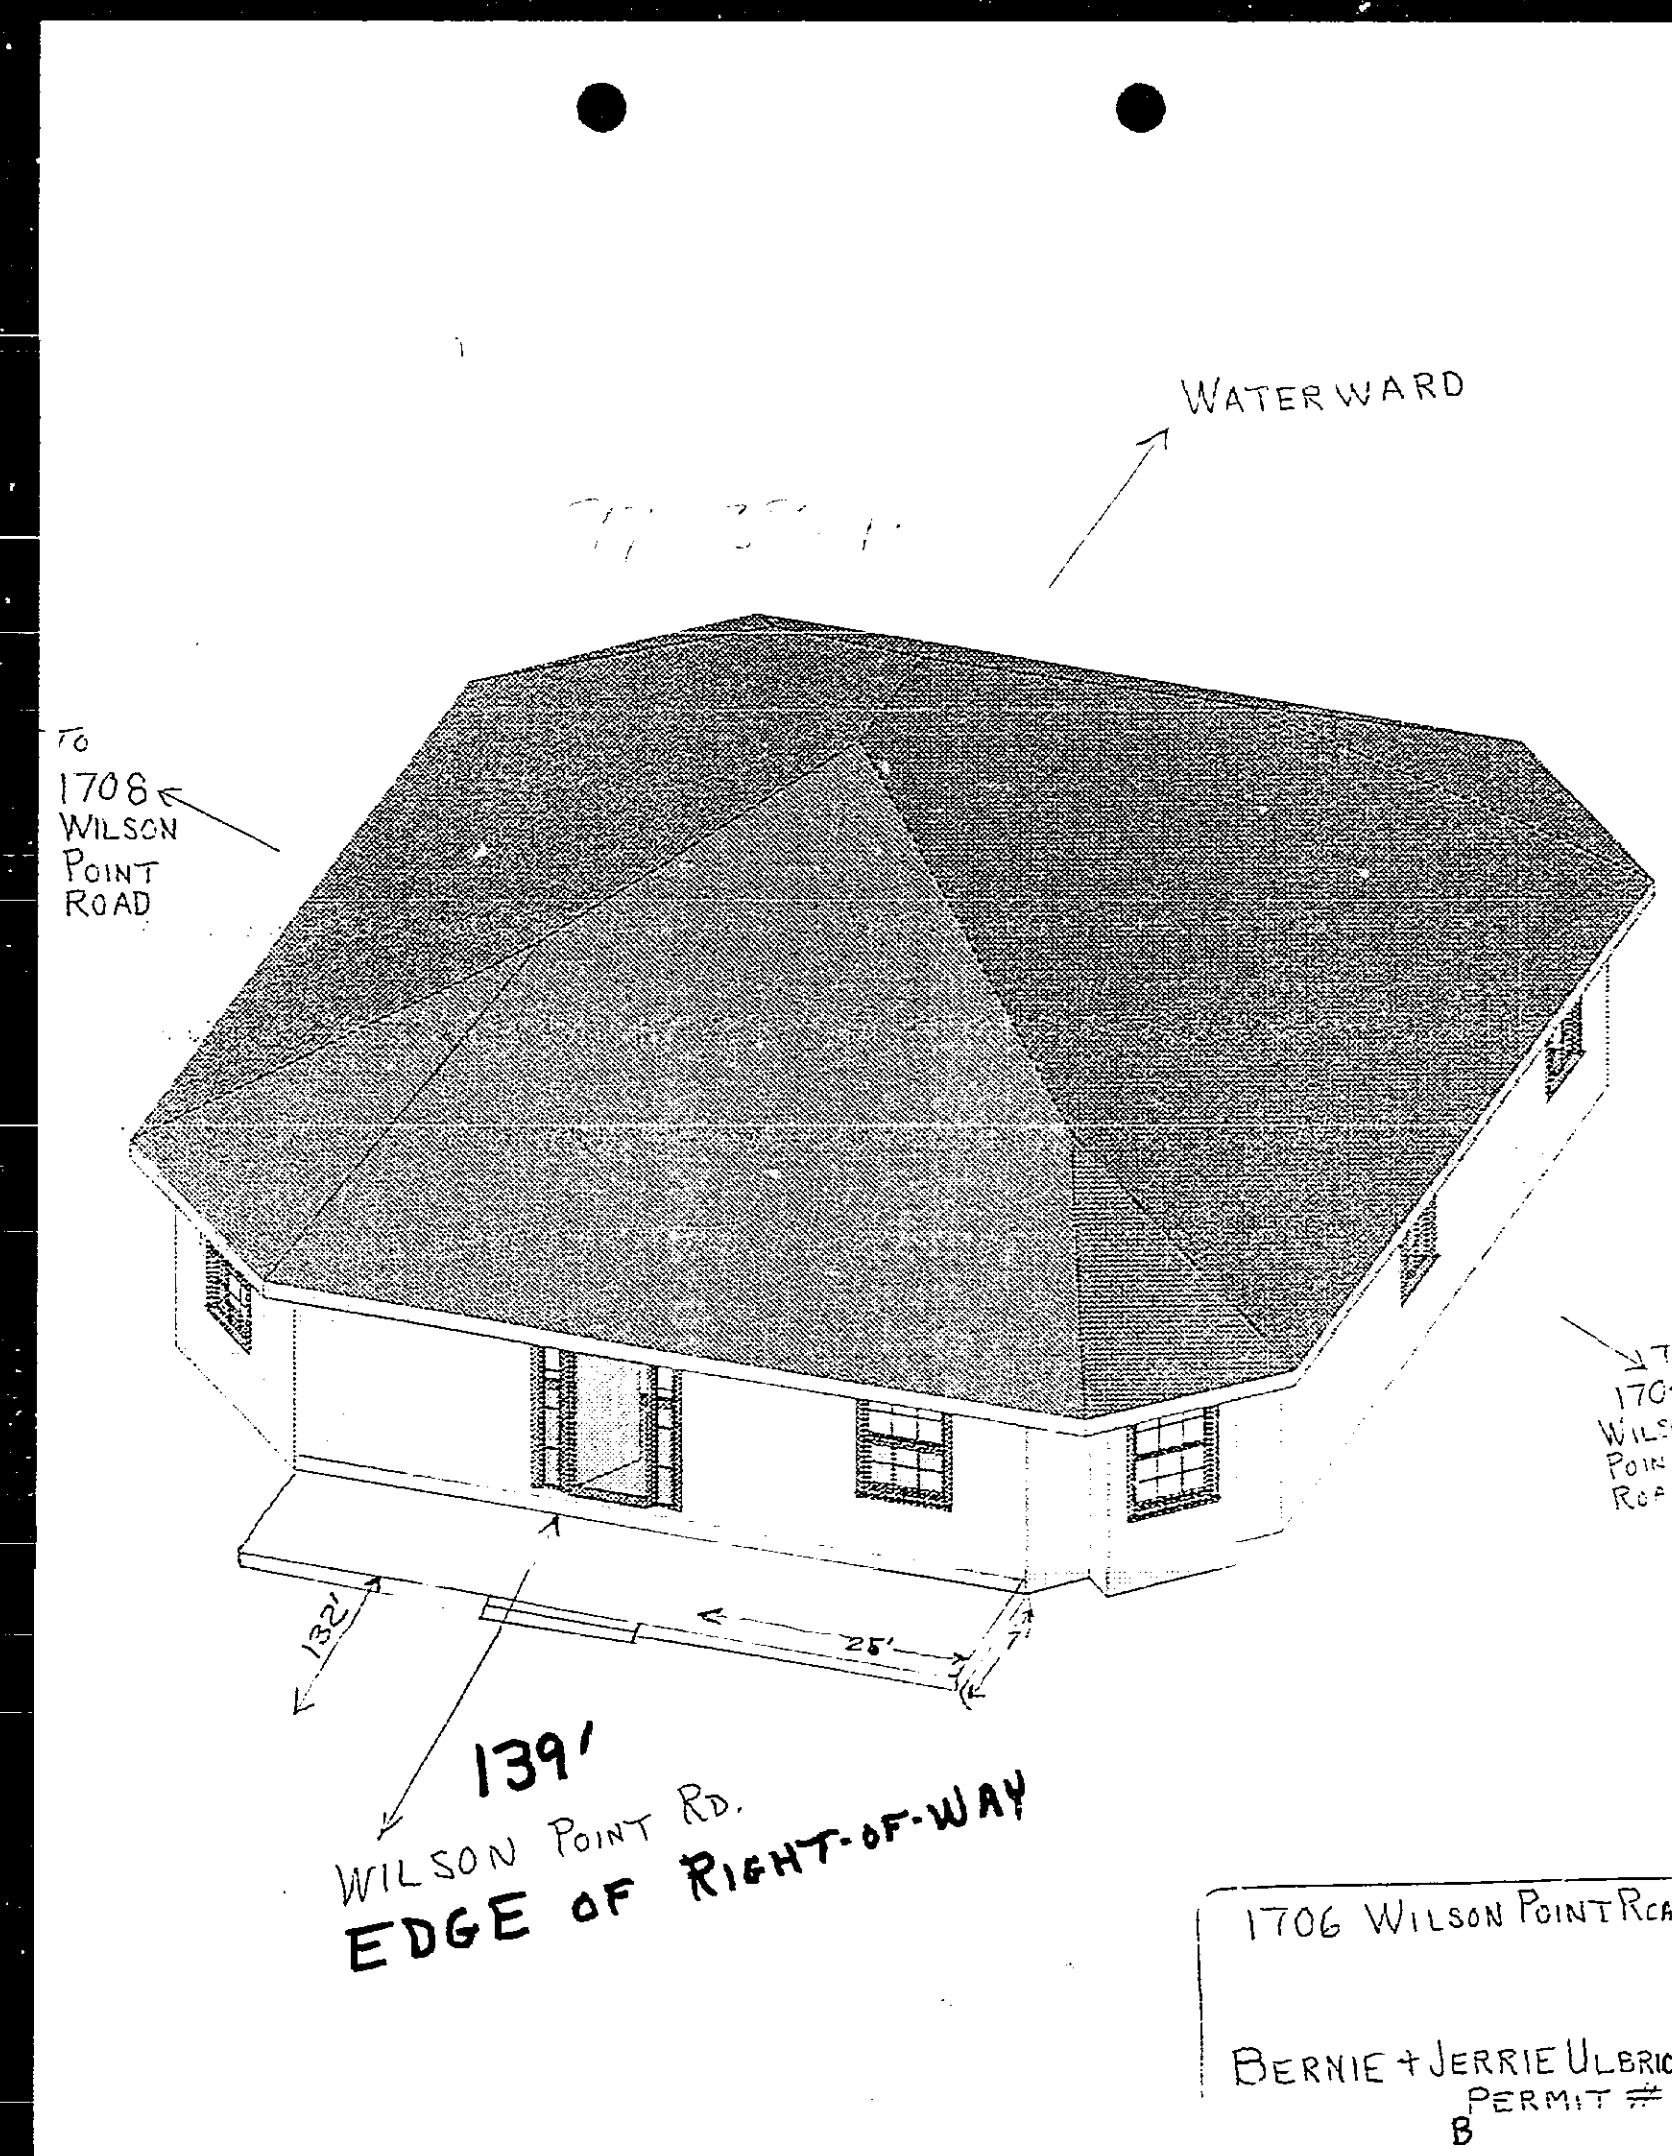 WATERWARD
TO
1708
WILSON
POINT
ROAD
WILSON
132'
25'
7'
139'
WILSON POINT RD.
EDGE OF RIGHT-OF-WAY
1706 WILSON POINT
BERNIE + JERRIE
PERMIT #
B